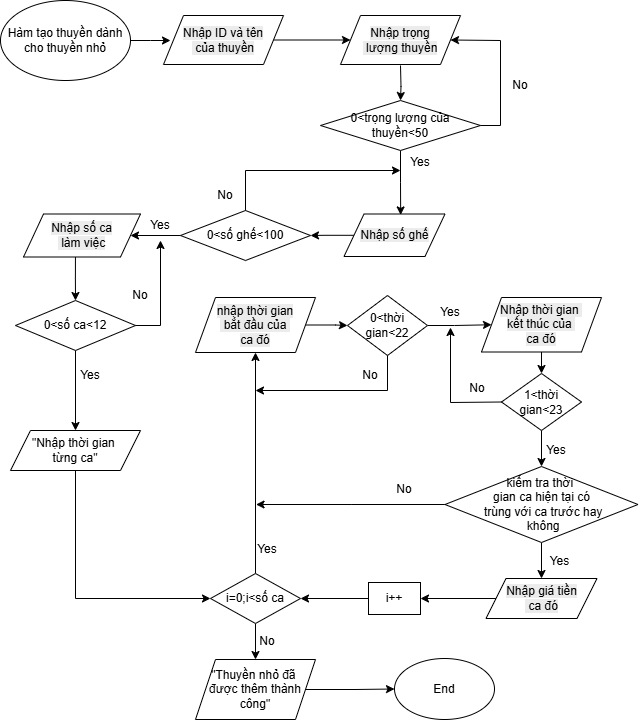 Hàm tạo thuyền dành
cho thuyền nhỏ
Nhập ID và tên
của thuyền
Nhập trọng
lượng thuyền
No
0<trọng lượng của
thuyền<50
Yes
No
Nhập số ghế
0<số ghế<100
Yes
Nhập số ca
làm việc
No
0<số ca<12
Yes
"Nhập thời gian
từng ca"
nhập thời gian
bắt đầu của
ca đó
0<thời
gian<22
Yes
No
Nhập thời gian
kết thúc của
ca đó
No
1<thời
gian<23
Yes
kiểm tra thời
gian ca hiện tại có
trùng với ca trước hay
không
No
Yes
Nhập giá tiền
ca đó
i++
Yes
i=0;i<số ca
No
"Thuyền nhỏ đã
được thêm thành
công"
End